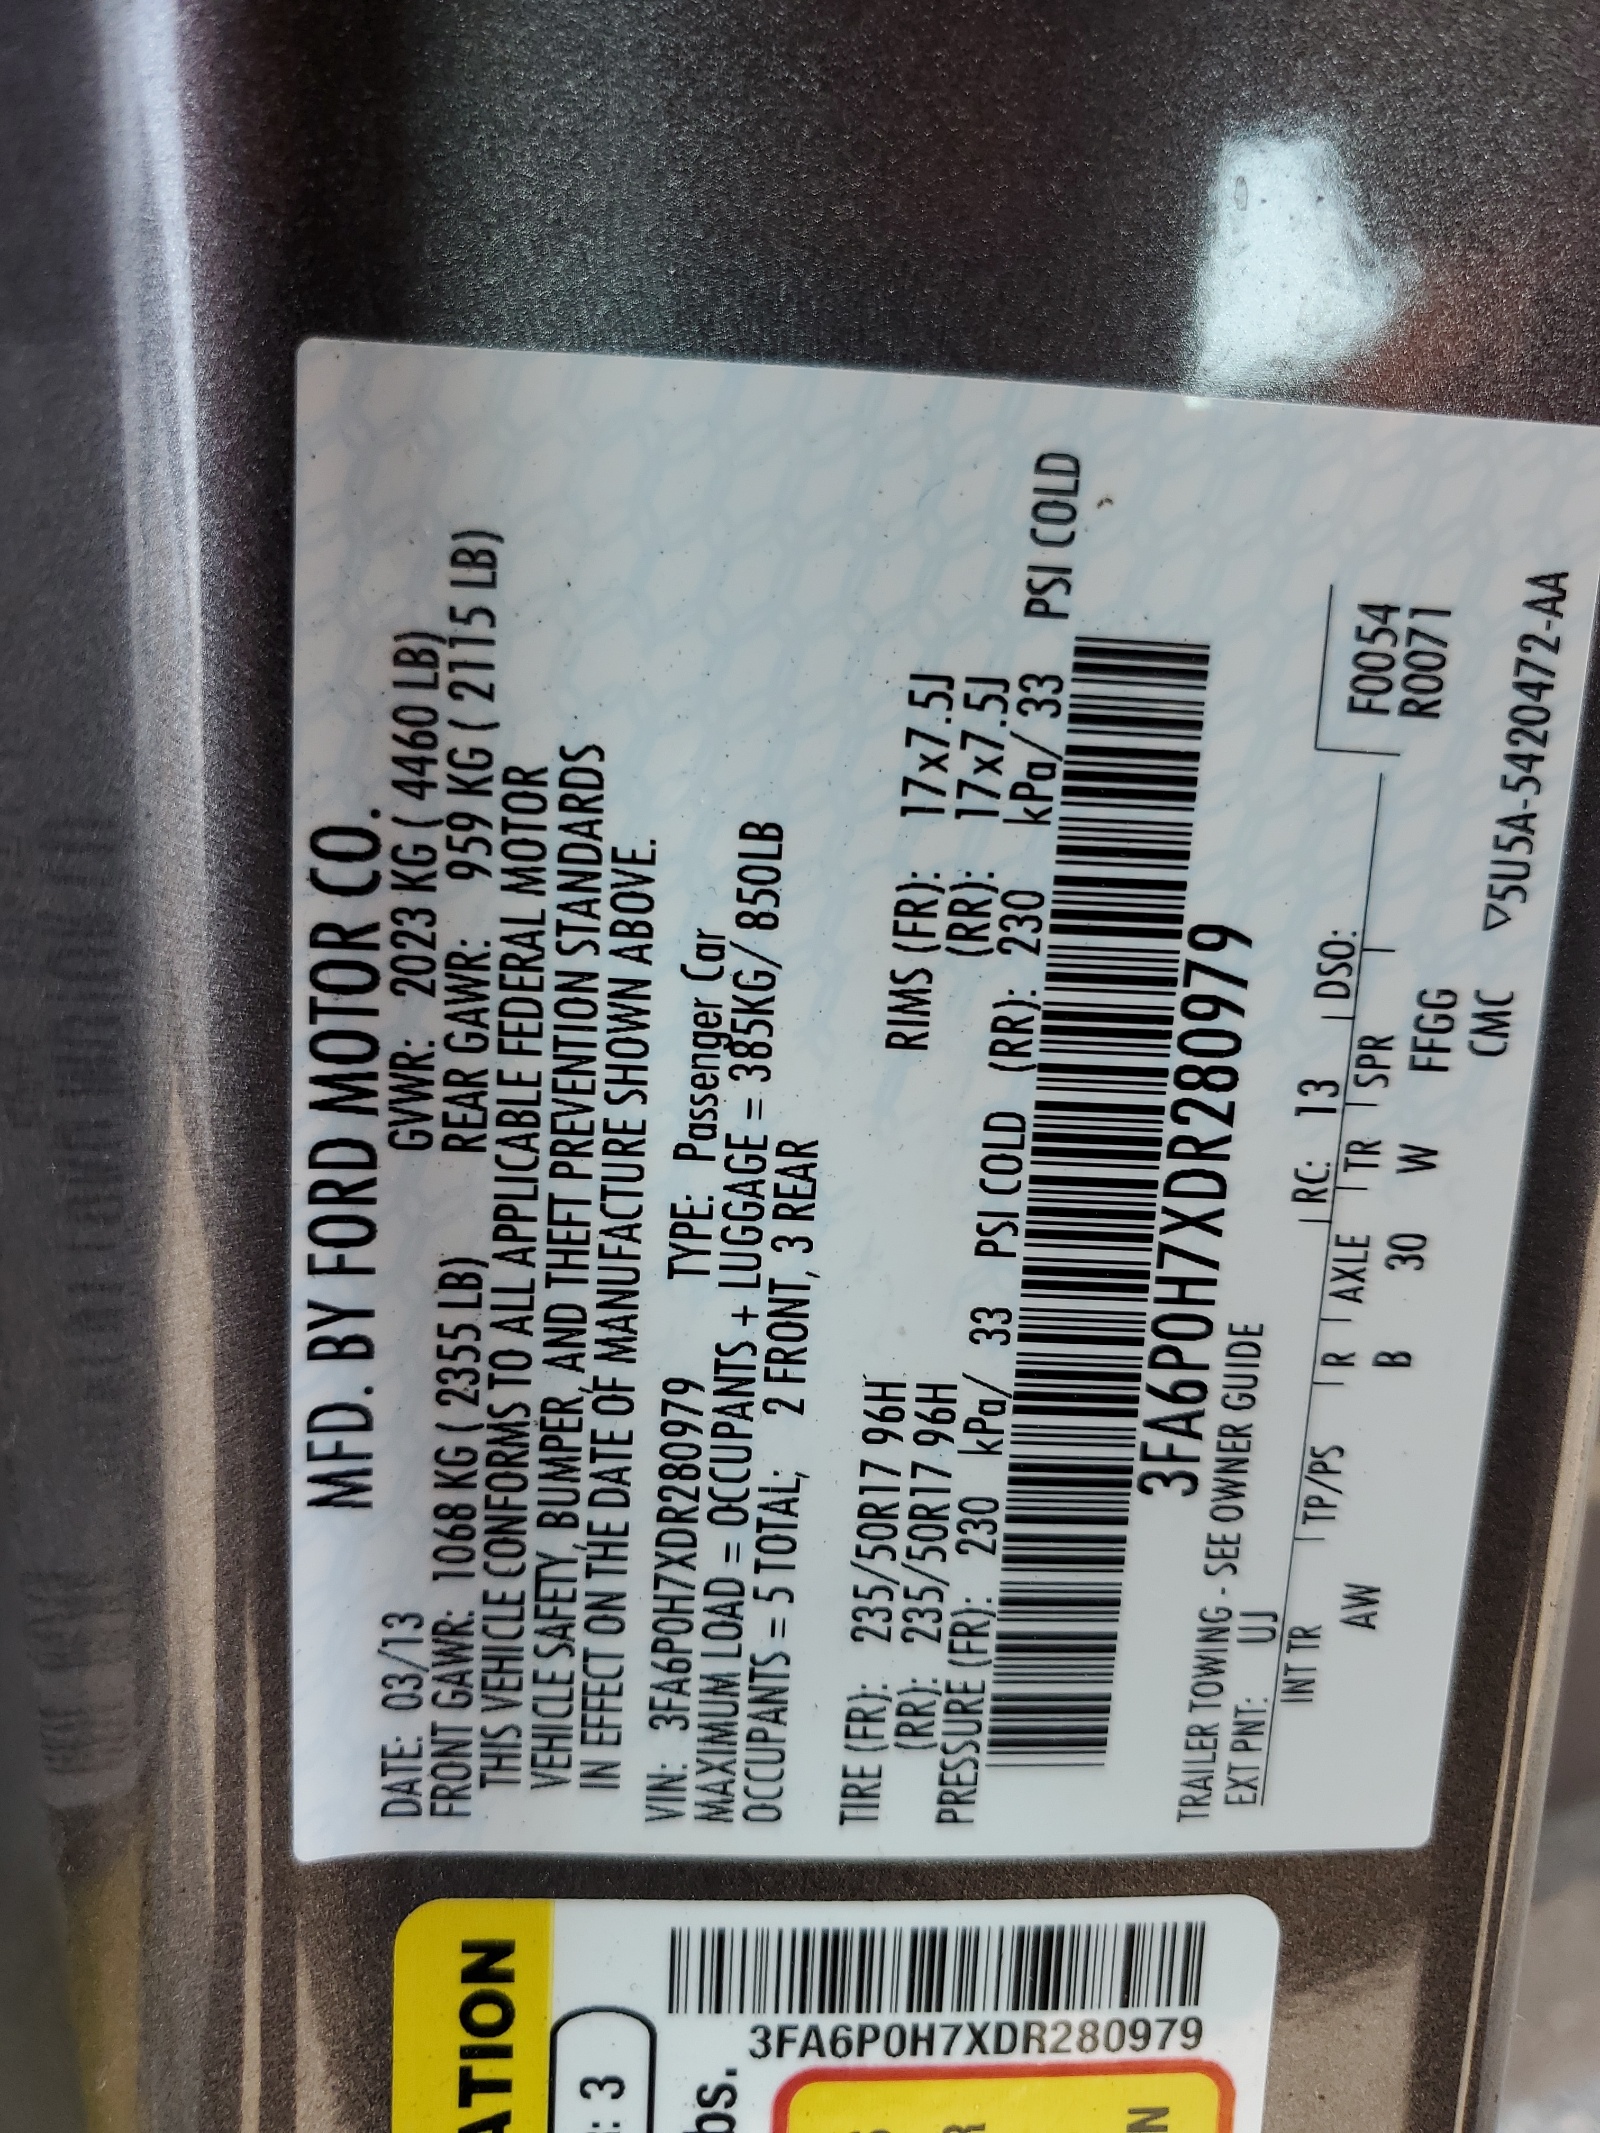 MFD. BY FORD MOTOR CO.
DATE: 03/13 GVWR: 2023 KG ( 4460 LB)
FRONT GAWR: 1068 KG ( 2355 LB) REAR GAWR: 959 KG ( 2115 LB)
THIS VEHICLE CONFORMS TO ALL APPLICABLE FEDERAL MOTOR
VEHICLE SAFETY, BUMPER, AND THEFT PREVENTION STANDARDS
IN EFFECT ON THE DATE OF MANUFACTURE SHOWN ABOVE.
VIN: 3FA6P0H7XDR280979 TYPE: Passenger Car
MAXIMUM LOAD = OCCUPANTS + LUGGAGE = 385KG/ 850LB
OCCUPANTS = 5 TOTAL; 2 FRONT, 3 REAR
TIRE (FR): 235/50R17 96H RIMS (FR): 17x7.5J
(RR): 235/50R17 96H (RR): 17x7.5J
PRESSURE (FR): 230 kPa/ 33 PSI COLD (RR): 230 kPa/ 33 PSI COLD
3FA6P0H7XDR280979
TRAILER TOWING - SEE OWNER GUIDE
EXT PNT: UJ RC: 13 DSO:
INT TR TP/PS R AXLE TR SPR
AW B 30 W FFGG
F0054
R0071
CMC ▽5U5A-5420472-AA
ATION
: 3
bs.
3FA6P0H7XDR280979